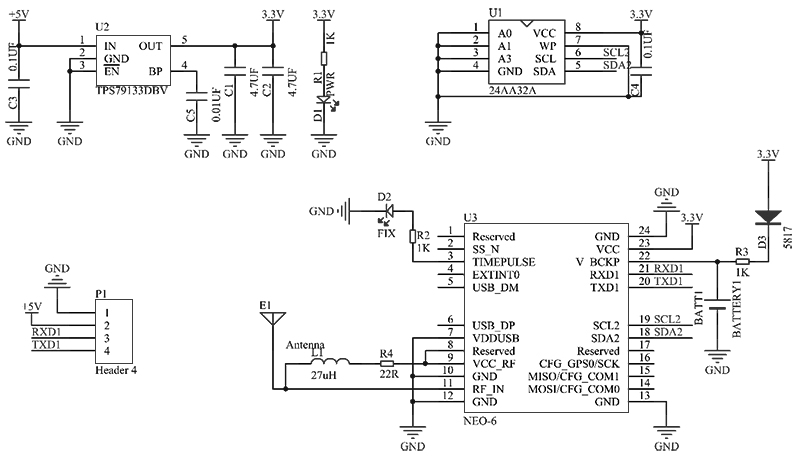 +5V
U2
3.3V
3.3V
1 IN OUT 5
2 GND
3 EN BP 4
TPS79133DBV
0.1UF
C3
GND
GND
C5
0.01UF
GND
C1
4.7UF
GND
C2
4.7UF
GND
1K
R1
PWR
D1
GND
U1
3.3V
1 A0 VCC 8
2 A1 WP 7
3 A3 SCL 6 SCL2
4 GND SDA 5 SDA2
24AA32A
0.1UF
C4
GND
D2
GND
FIX
R2
1K
U3
GND
3.3V
3.3V
D3
5817
1 Reserved GND 24
2 SS_N VCC 23
3 TIMEPULSE V_BCKP 22
4 EXTINT0 RXD1 21 RXD1
5 USB_DM TXD1 20 TXD1
6 USB_DP SCL2 19 SCL2
7 VDDUSB SDA2 18 SDA2
8 Reserved Reserved 17
9 VCC_RF CFG_GPS0/SCK 16
10 GND MISO/CFG_COM1 15
11 RF_IN MOSI/CFG_COM0 14
12 GND GND 13
NEO-6
R3
1K
BATT1
BATTERY1
GND
GND
P1
+5V
1
2
RXD1 3
TXD1 4
Header 4
E1
Antenna
L1
27uH
R4
22R
GND
GND